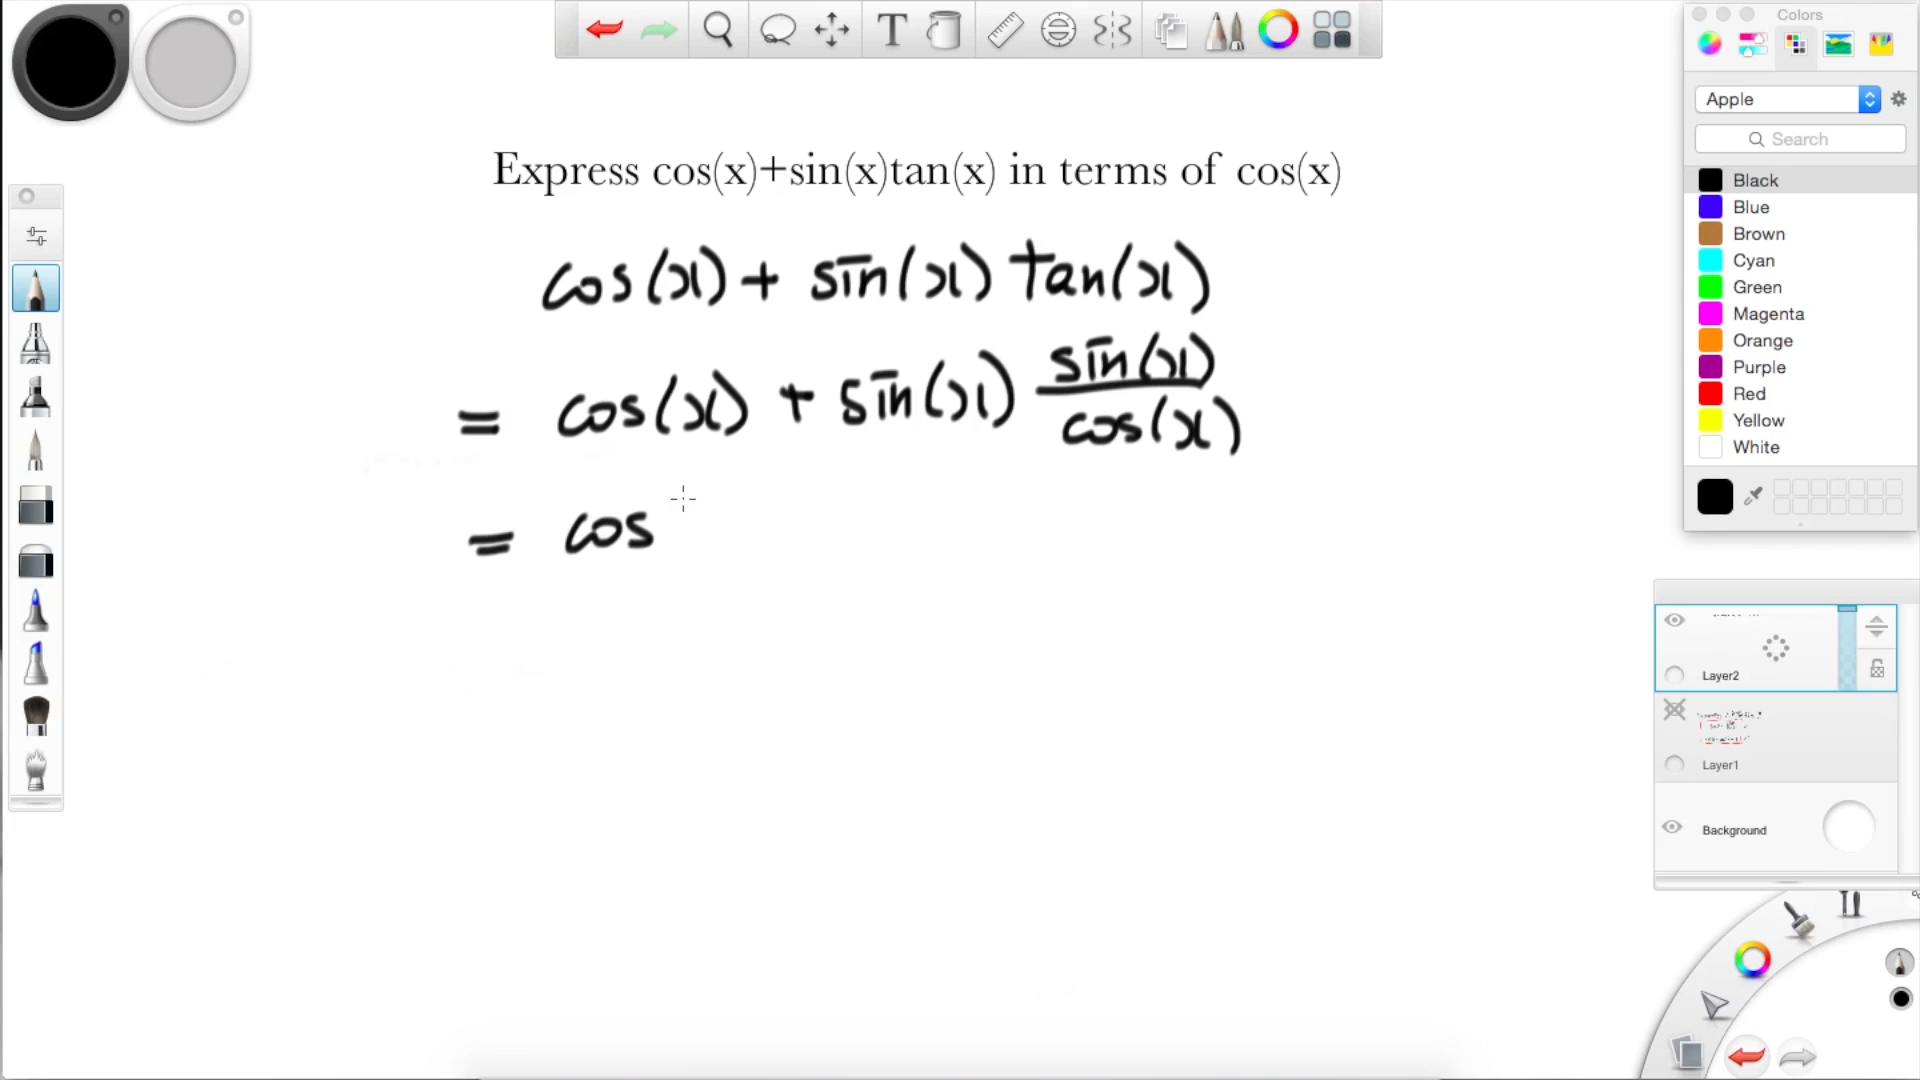 Colors
Apple
Search
Black
Blue
Brown
Cyan
Green
Magenta
Orange
Purple
Red
Yellow
White
Express cos(x)+sin(x)tan(x) in terms of cos(x)
cos(x) + sin(x) tan(x)
= cos(x) + sin(x) sin(x)/cos(x)
= cos
Layer2
Layer1
Background